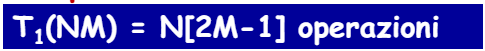 T₁(NM) = N[2M-1] operazioni